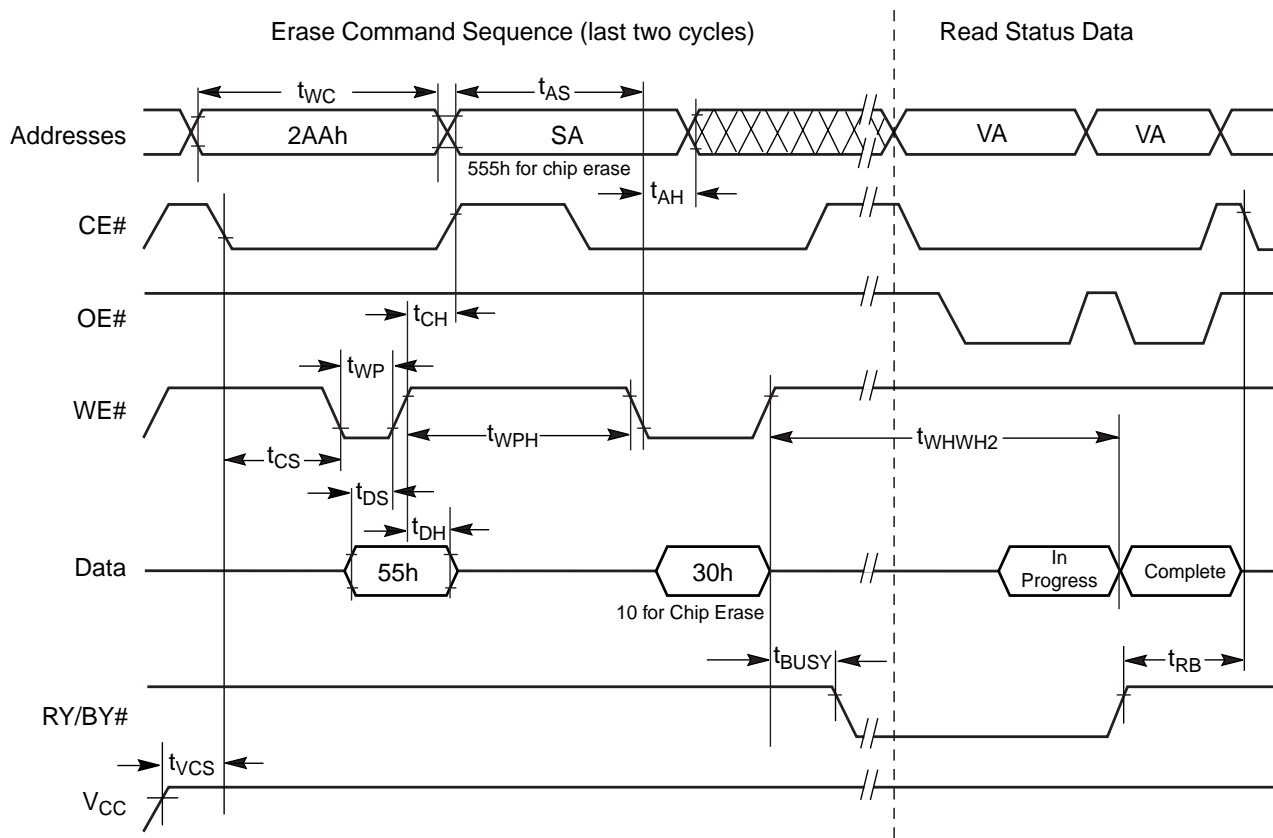 Erase Command Sequence (last two cycles)
Read Status Data
tWC
tAS
Addresses
2AAh
SA
VA
VA
555h for chip erase
tAH
CE#
OE#
tCH
tWP
WE#
tWPH
tWHWH2
tCS
tDS
tDH
Data
55h
30h
In
Progress
Complete
10 for Chip Erase
tBUSY
tRB
RY/BY#
tVCS
VCC